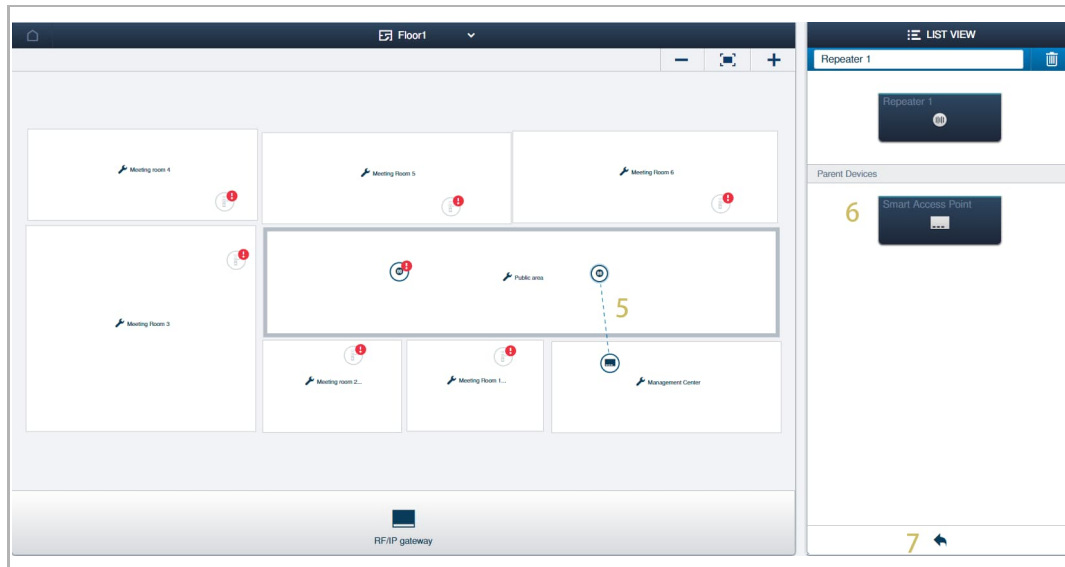 Floor1
LIST VIEW
Repeater 1
Repeater 1
Meeting room 4
Meeting Room 5
Meeting Room 6
Parent Devices
6
Smart Access Point
Public area
5
Meeting Room 3
Meeting room 2...
Meeting Room 1...
Management Center
RF/IP gateway
7